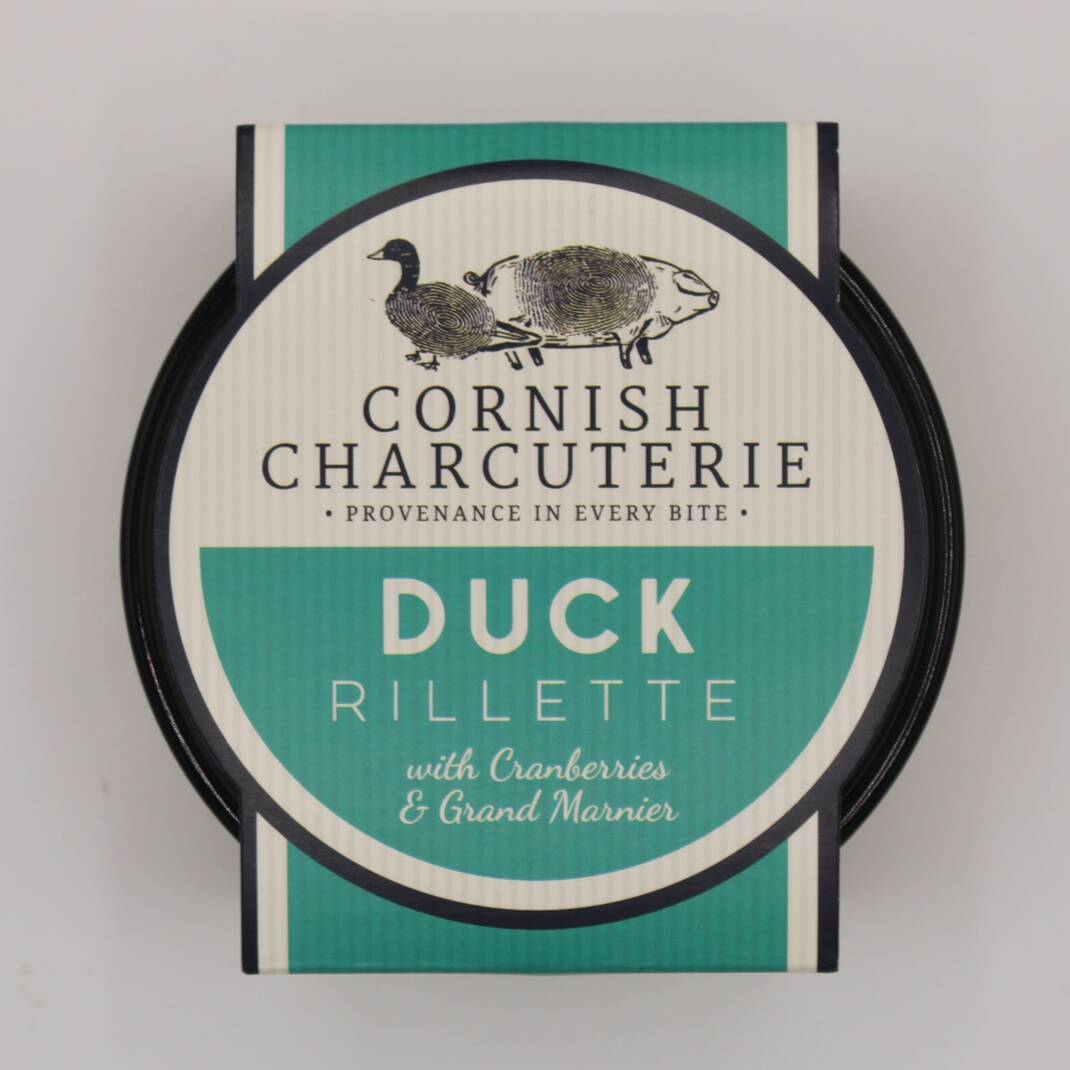 CORNISH
CHARCUTERIE
• PROVENANCE IN EVERY BITE •
DUCK
RILLETTE
with Cranberries
& Grand Marnier